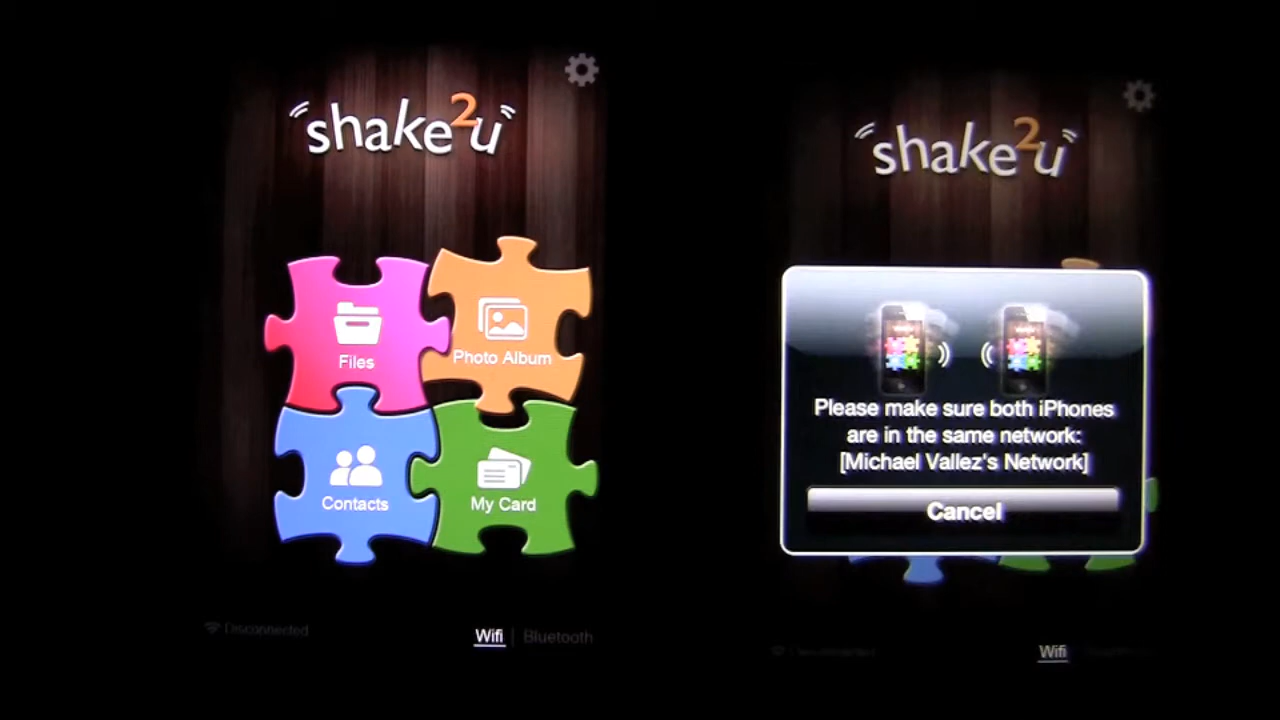 shake2u
Files
Photo Album
Contacts
My Card
Disconnected
Wifi | Bluetooth
shake2u
Please make sure both iPhones
are in the same network:
[Michael Vallez's Network]
Cancel
Wifi